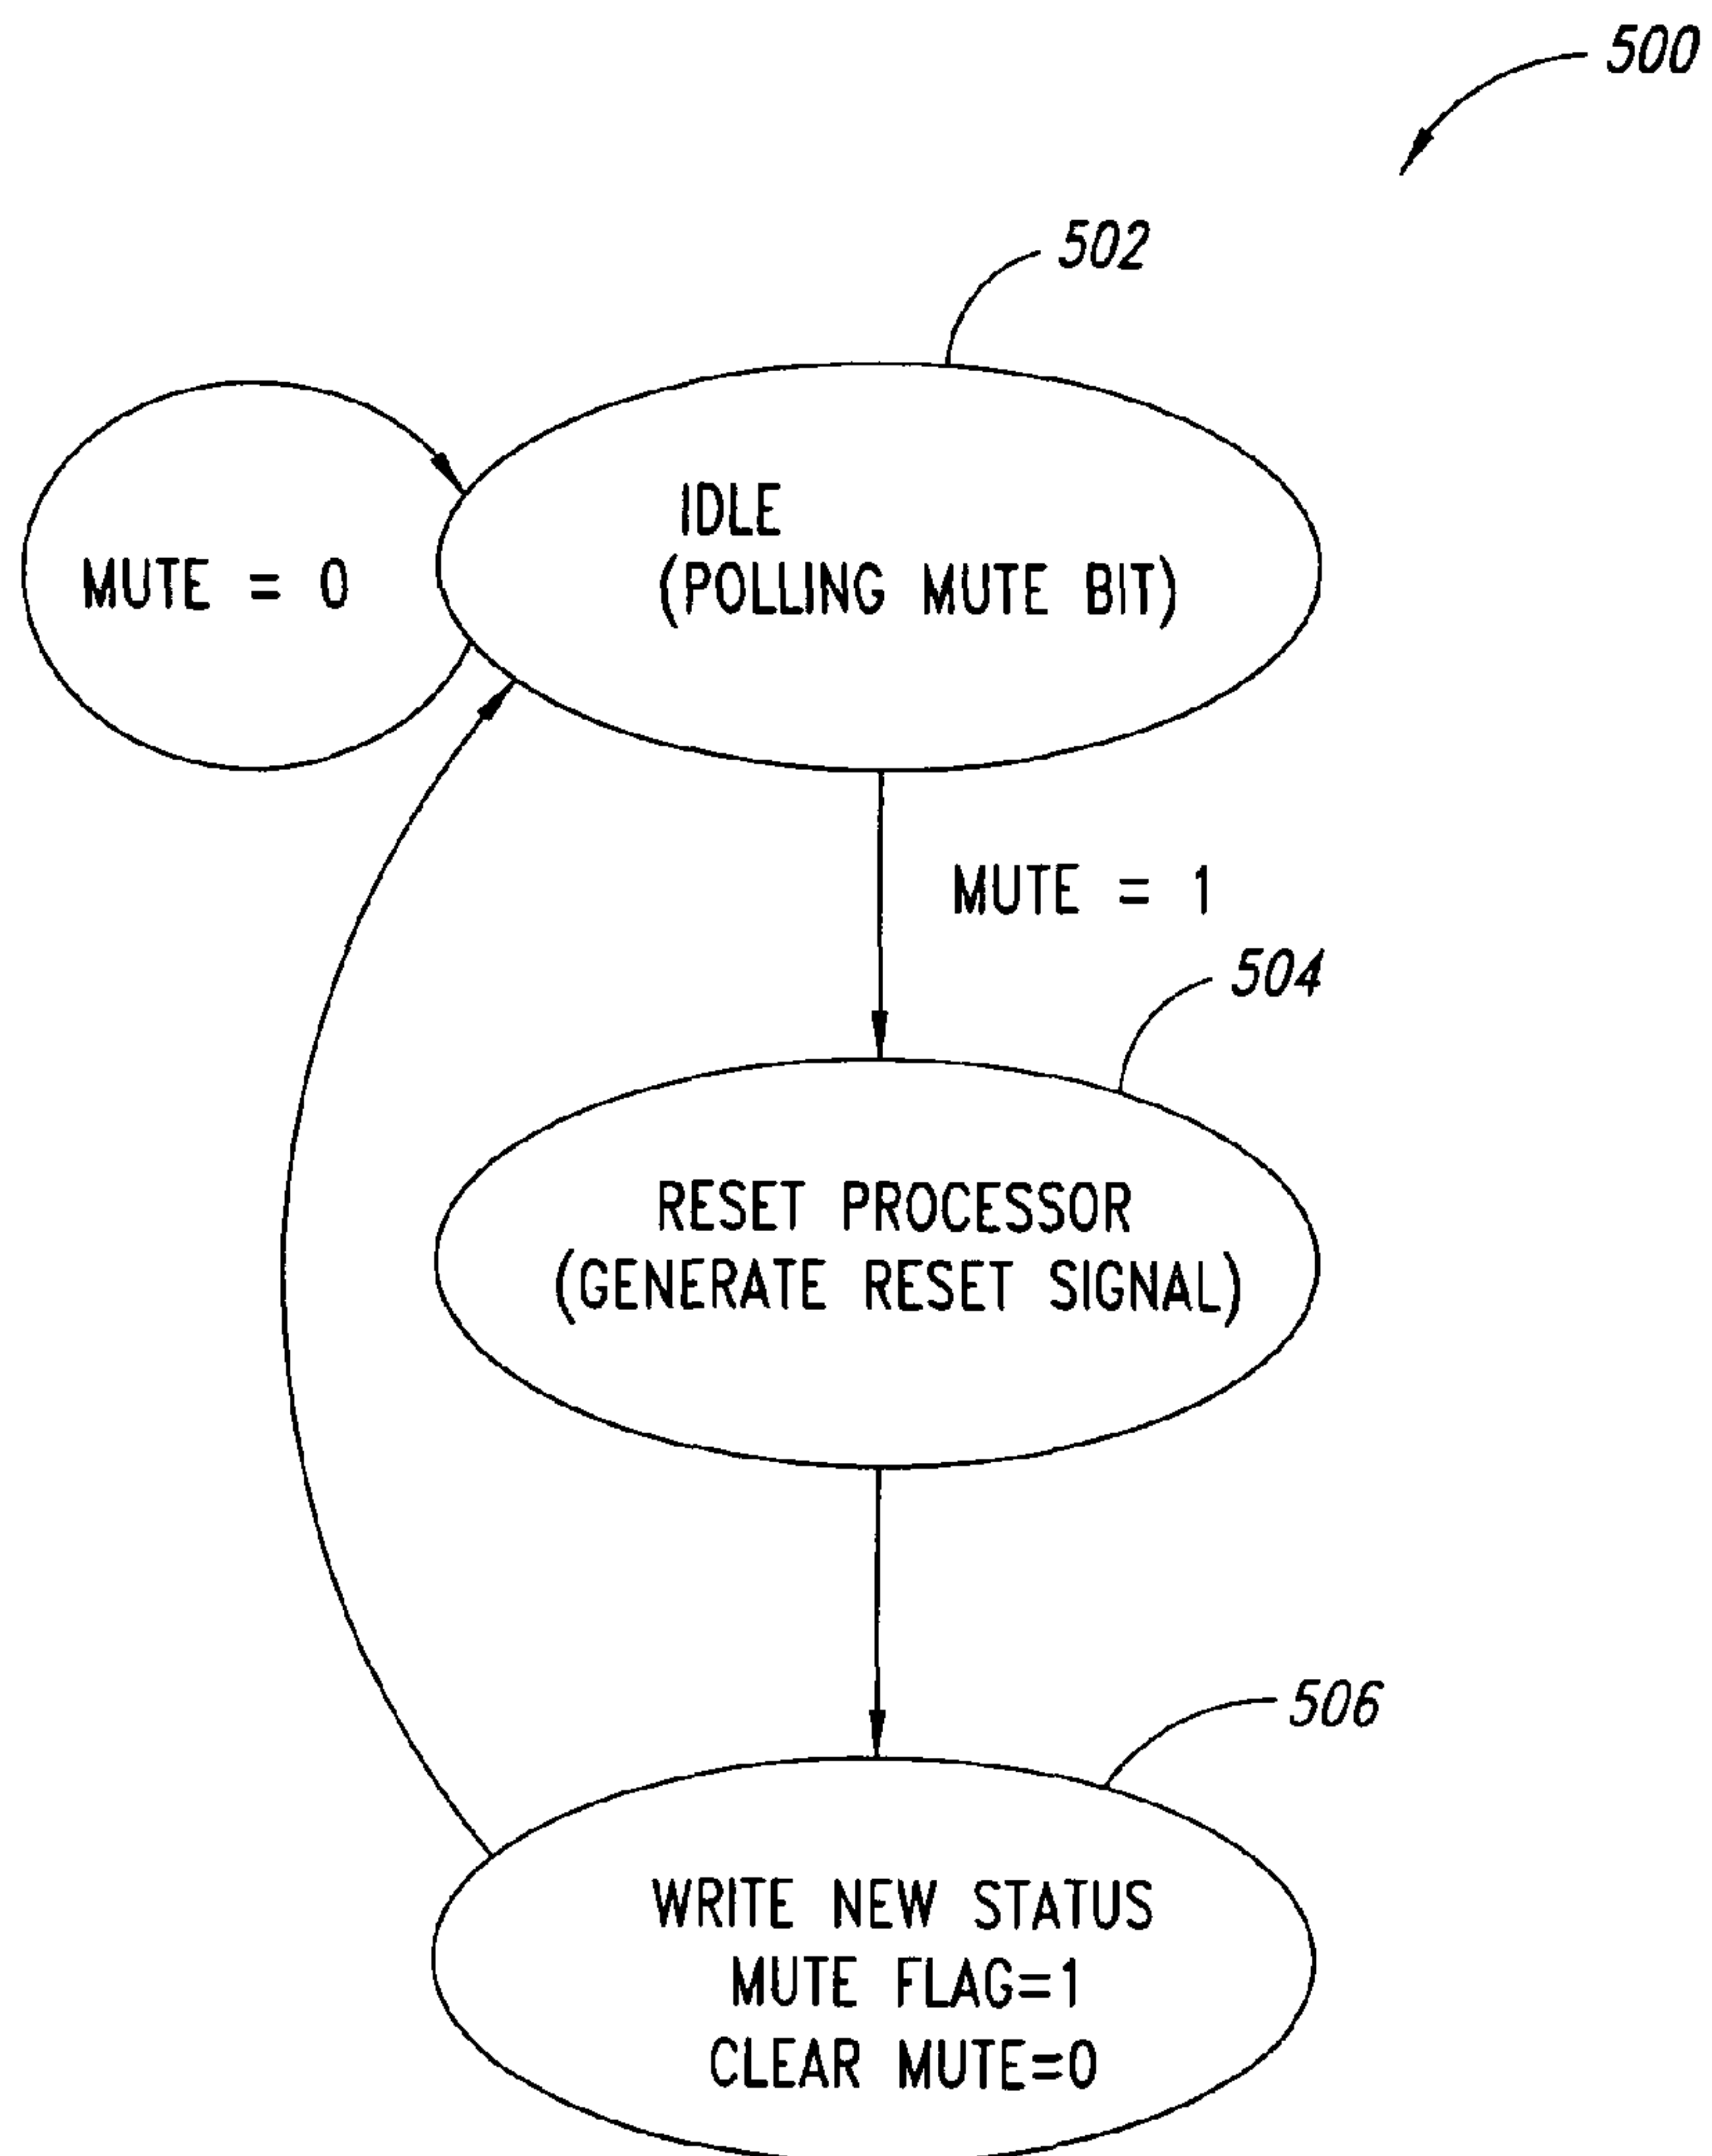 500
502
IDLE
(POLLING MUTE BIT)
MUTE = 0
MUTE = 1
504
RESET PROCESSOR
(GENERATE RESET SIGNAL)
506
WRITE NEW STATUS
MUTE FLAG=1
CLEAR MUTE=0